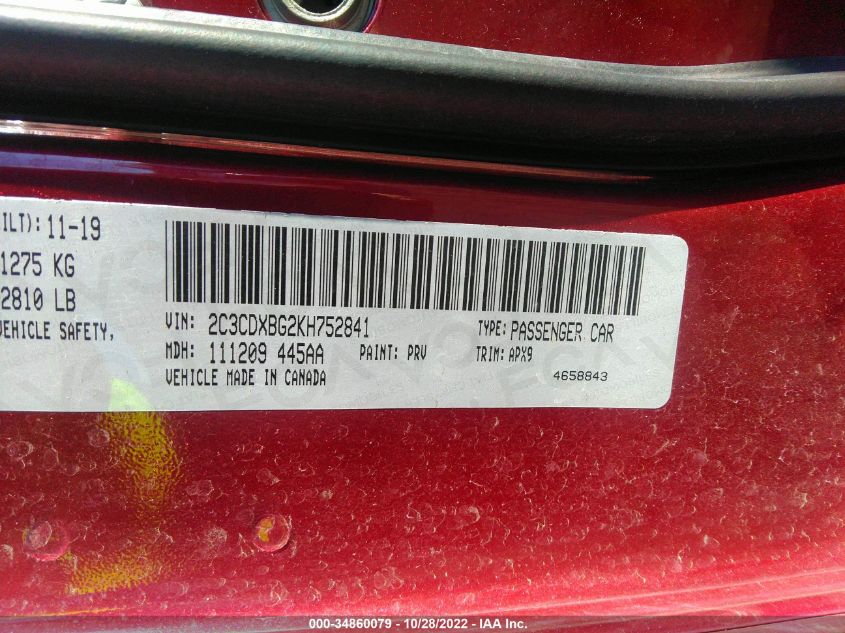 ILT): 11-19
1275 KG
2810 LB
VEHICLE SAFETY,
VIN: 2C3CDXBG2KH752841 TYPE: PASSENGER CAR
MDH: 111209 445AA PAINT: PRV TRIM: APX9
VEHICLE MADE IN CANADA 4658843
000-34860079 - 10/28/2022 - IAA Inc.